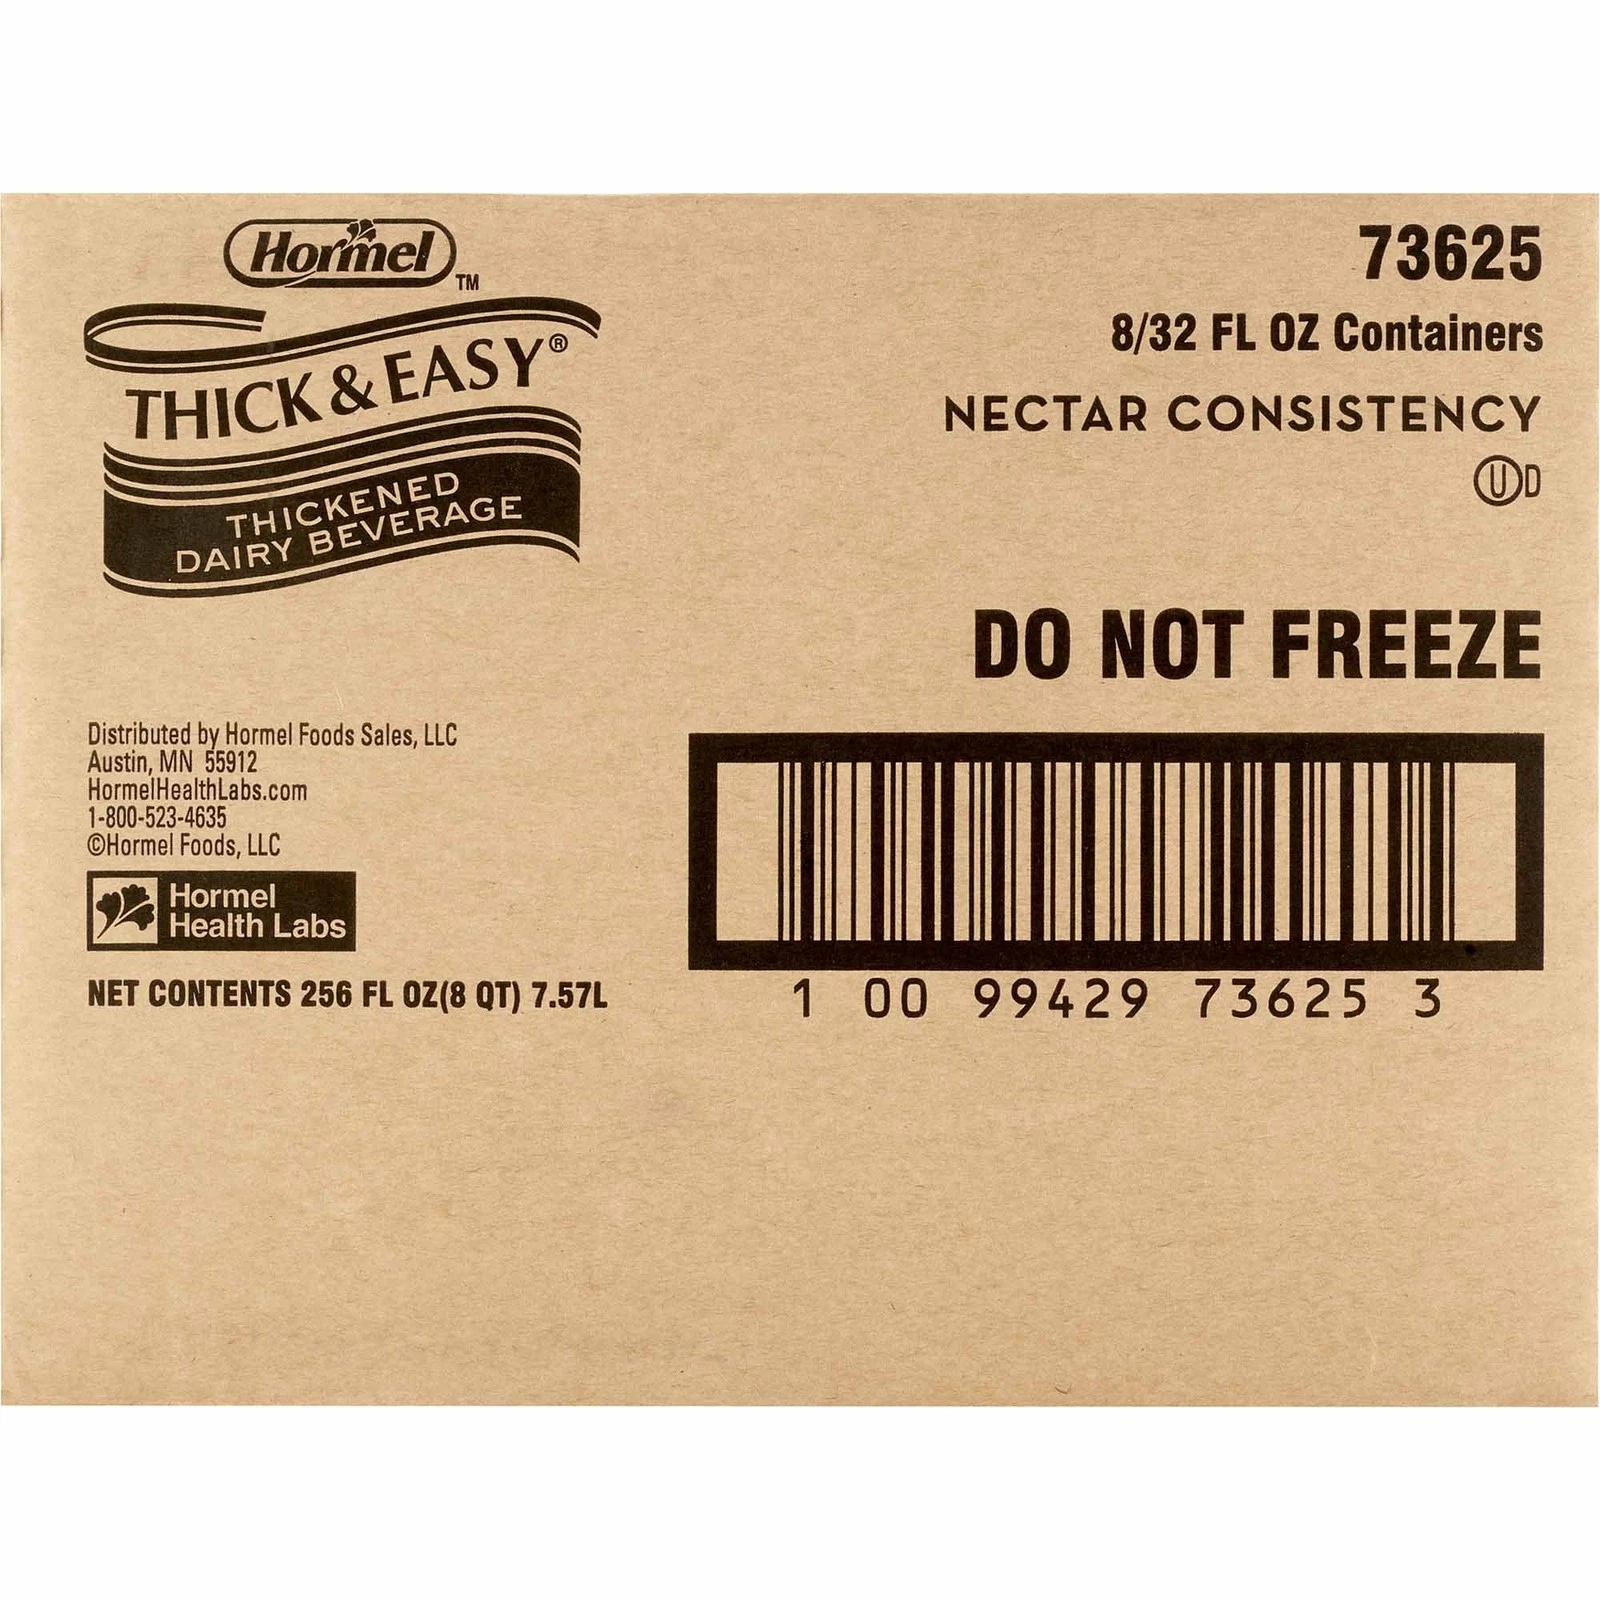 Hormel™
THICK & EASY®
THICKENED
DAIRY BEVERAGE
73625
8/32 FL OZ Containers
NECTAR CONSISTENCY
ⓊD
DO NOT FREEZE
Distributed by Hormel Foods Sales, LLC
Austin, MN 55912
HormelHealthLabs.com
1-800-523-4635
©Hormel Foods, LLC
Hormel
Health Labs
NET CONTENTS 256 FL OZ(8 QT) 7.57L
1 00 99429 73625 3